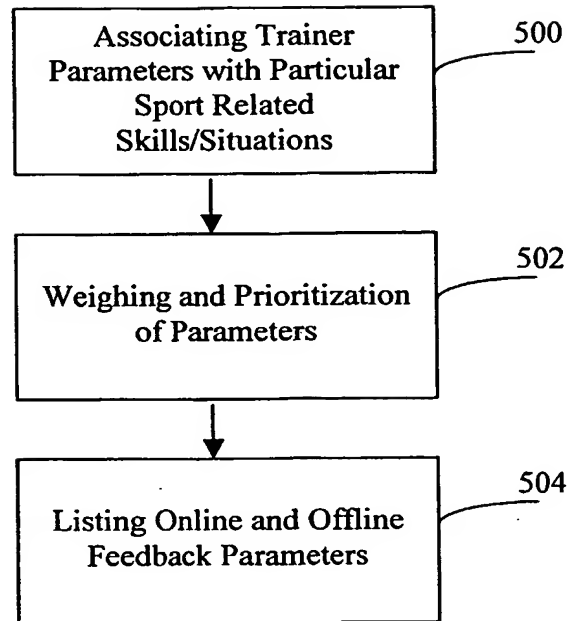 Associating Trainer
Parameters with Particular
Sport Related
Skills/Situations
500
Weighing and Prioritization
of Parameters
502
Listing Online and Offline
Feedback Parameters
504